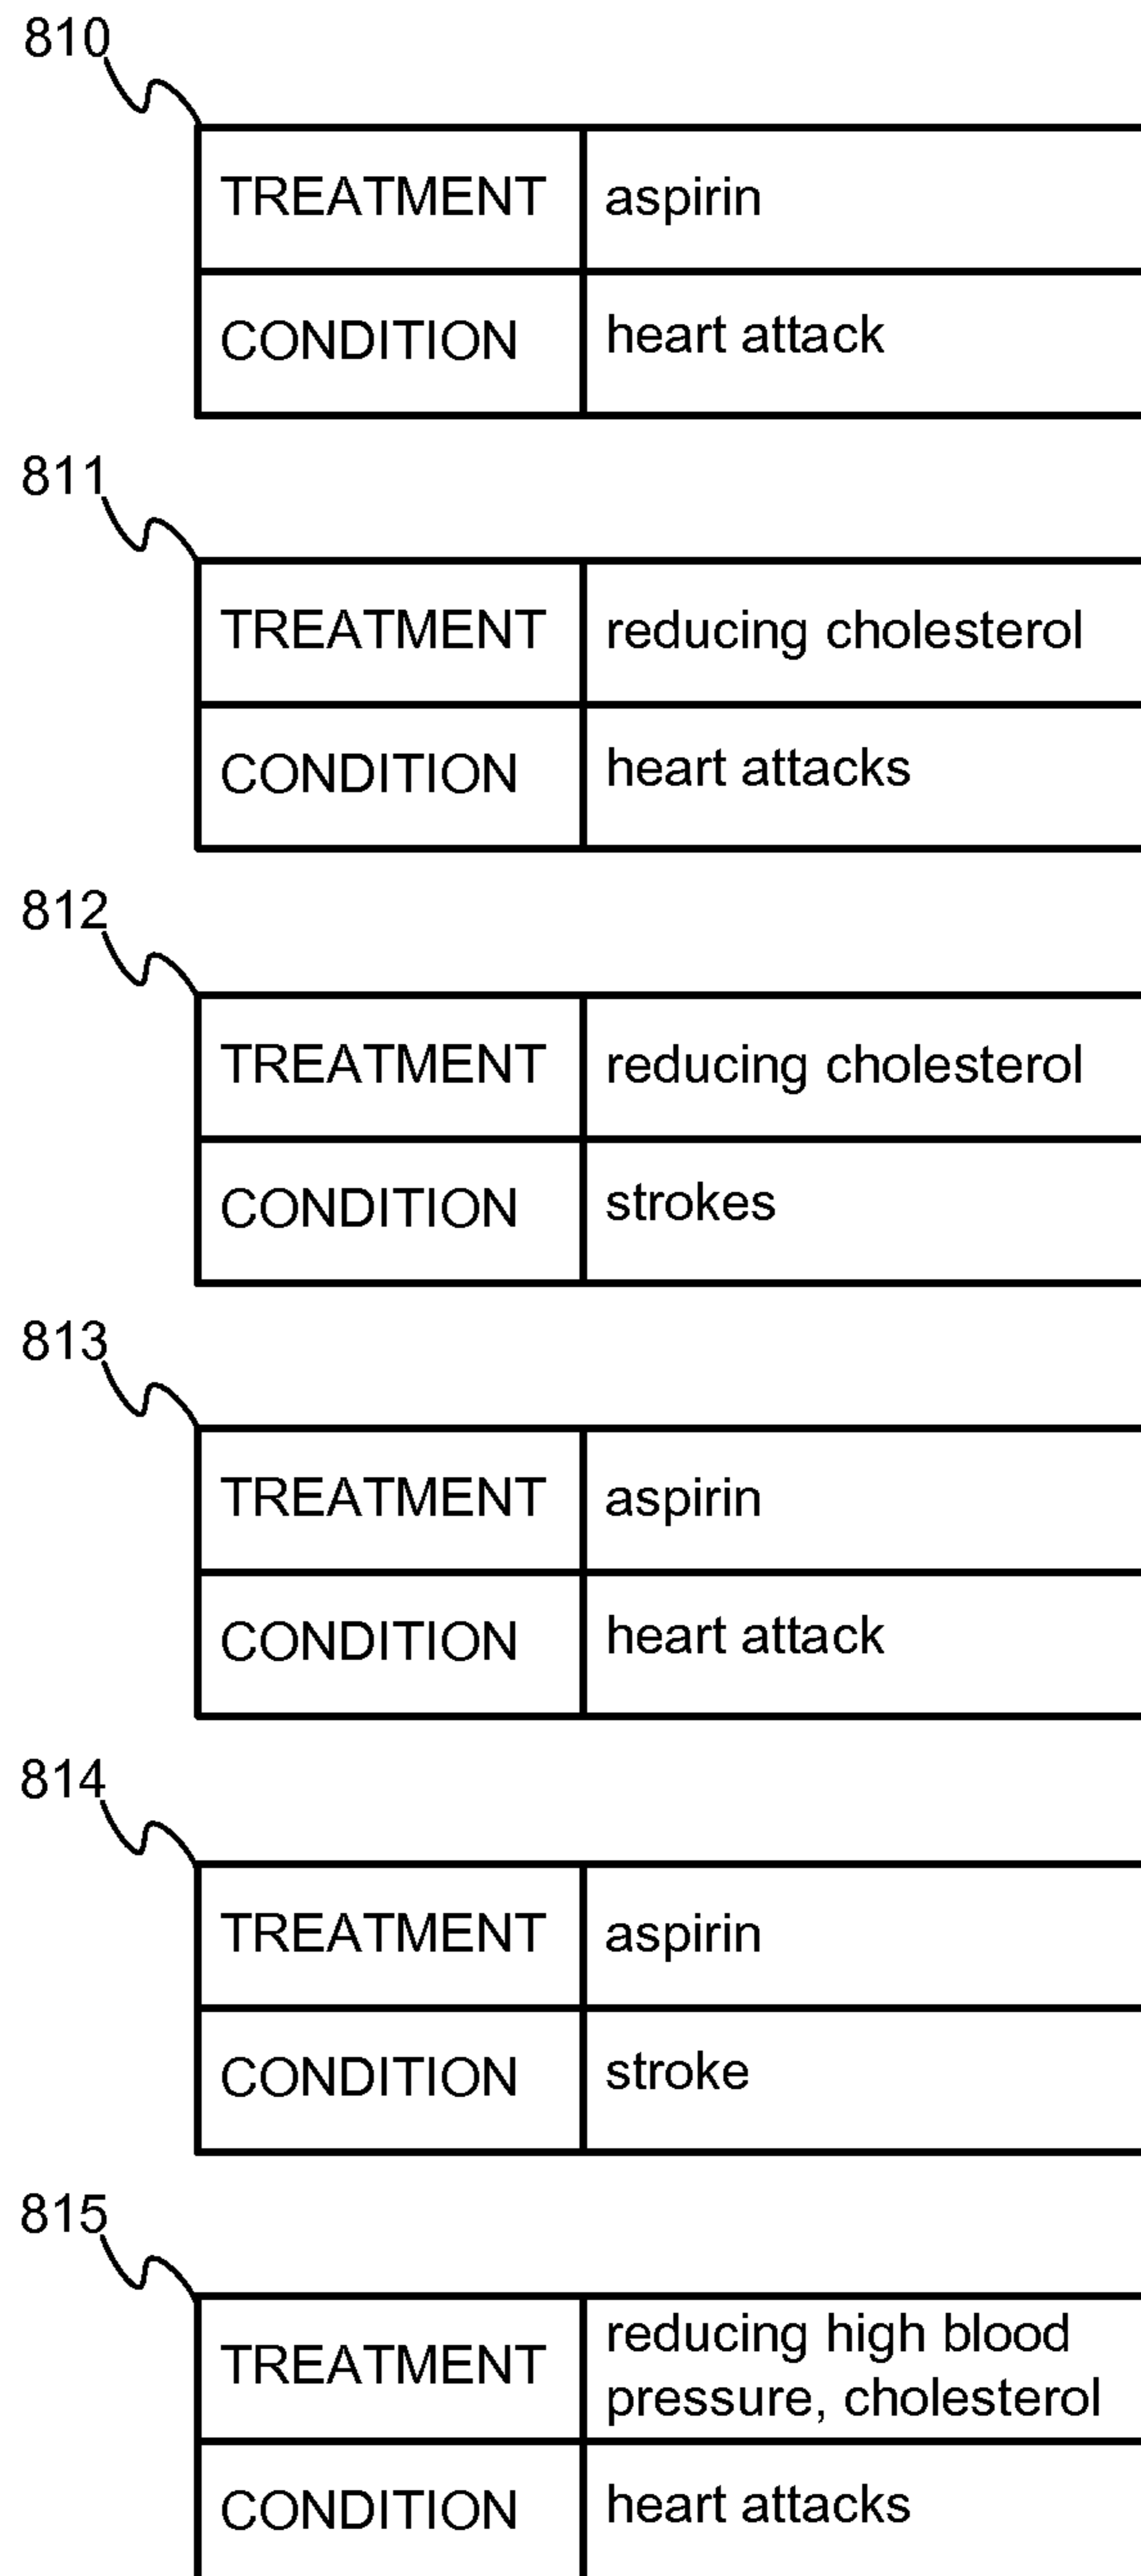 810
TREATMENT aspirin
CONDITION heart attack
811
TREATMENT reducing cholesterol
CONDITION heart attacks
812
TREATMENT reducing cholesterol
CONDITION strokes
813
TREATMENT aspirin
CONDITION heart attack
814
TREATMENT aspirin
CONDITION stroke
815
TREATMENT reducing high blood
pressure, cholesterol
CONDITION heart attacks